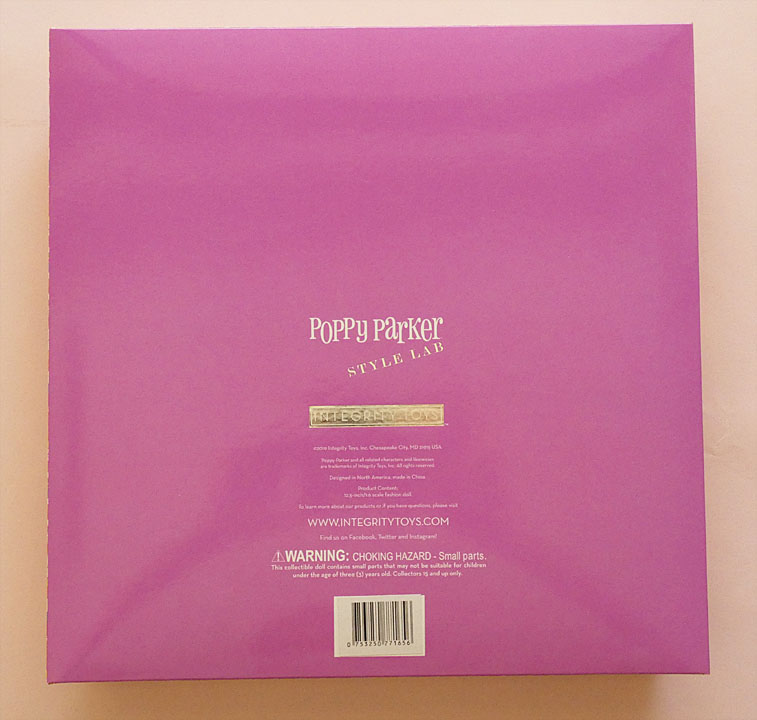 POPPY PARKER
STYLE LAB
INTEGRITY TOYS
Integrity Toys, Inc. Chesapeake City, MD 21915 USA
Poppy Parker and all related characters and likenesses
are trademarks of Integrity Toys, Inc. All rights reserved.
Designed in North America, made in China.
Product Content:
12.5-inch/1:6 scale fashion doll.
To learn more about our products or if you have questions, please visit
WWW.INTEGRITYTOYS.COM
Find us on Facebook, Twitter and Instagram!
⚠WARNING: CHOKING HAZARD - Small parts.
This collectible doll contains small parts that may not be suitable for children
under the age of three (3) years old. Collectors 15 and up only.
0 753250 771656